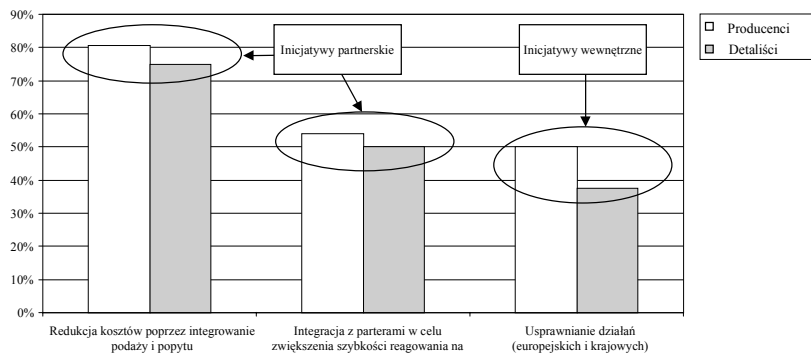 90%
80%
70%
60%
50%
40%
30%
20%
10%
0%
Inicjatywy partnerskie
Inicjatywy wewnętrzne
Producenci
Detaliści
Redukcja kosztów poprzez integrowanie
podaży i popytu
Integracja z parterami w celu
zwiększenia szybkości reagowania na
Usprawnianie działań
(europejskich i krajowych)